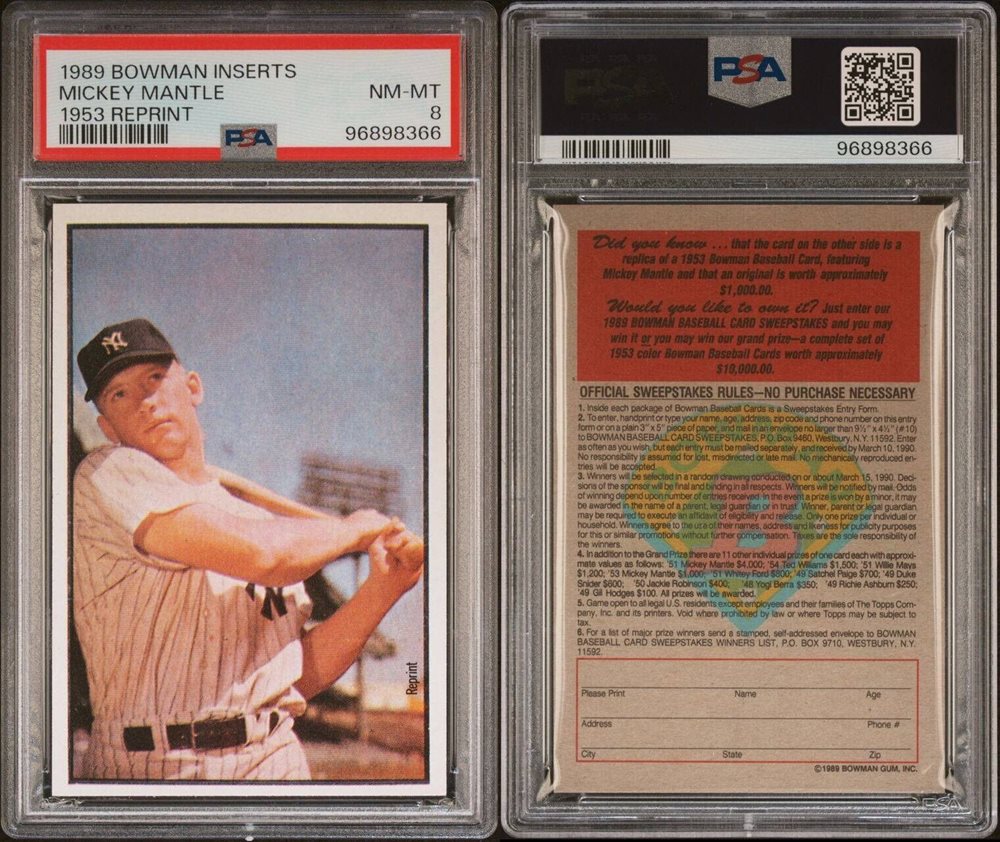 1989 BOWMAN INSERTS
MICKEY MANTLE NM-MT
1953 REPRINT 8
PSA 96898366
NY
NY
Reprint
PSA
96898366
Did you know ... that the card on the other side is a
replica of a 1953 Bowman Baseball Card, featuring
Mickey Mantle and that an original is worth approximately
$1,000.00.
Would you like to own it? Just enter our
1989 BOWMAN BASEBALL CARD SWEEPSTAKES and you may
win it or you may win our grand prize—a complete set of
1953 color Bowman Baseball Cards worth approximately
$10,000.00.
OFFICIAL SWEEPSTAKES RULES—NO PURCHASE NECESSARY
1. Inside each package of Bowman Baseball Cards is a Sweepstakes Entry Form.
2. To enter, handprint or type your name, age, address, zip code and phone number on this entry
form or on a plain 3" x 5" piece of paper, and mail in an envelope no larger than 9½" x 4½" (#10)
to BOWMAN BASEBALL CARD SWEEPSTAKES, P.O. Box 9460, Westbury, N.Y. 11592. Enter
as often as you wish, but each entry must be mailed separately, and received by March 10, 1990.
No responsibility is assumed for lost, misdirected or late mail. No mechanically reproduced en-
tries will be accepted.
3. Winners will be selected in a random drawing conducted on or about March 15, 1990. Deci-
sions of the sponsor will be final and binding in all respects. Winners will be notified by mail. Odds
of winning depend upon number of entries received. In the event a prize is won by a minor, it may
be awarded in the name of a parent, legal guardian or in trust. Winner, parent or legal guardian
may be required to execute an affidavit of eligibility and release. Only one prize per individual or
household. Winners agree to the use of their names, address and likeness for publicity purposes
for this or similar promotions without further compensation. Taxes are the sole responsibility of
the winners.
4. In addition to the Grand Prize there are 11 other individual prizes of one card each with approxi-
mate values as follows: '51 Mickey Mantle $4,000; '54 Ted Williams $1,500; '51 Willie Mays
$1,200; '53 Mickey Mantle $1,000; '51 Whitey Ford $800; '49 Satchel Paige $700; '49 Duke
Snider $600; '50 Jackie Robinson $400; '48 Yogi Berra $350; '49 Richie Ashburn $250;
'49 Gil Hodges $100. All prizes will be awarded.
5. Game open to all legal U.S. residents except employees and their families of The Topps Com-
pany, Inc. and its printers. Void where prohibited by law or where Topps may be subject to
tax.
6. For a list of major prize winners send a stamped, self-addressed envelope to BOWMAN
BASEBALL CARD SWEEPSTAKES WINNERS LIST, P.O. BOX 9710, WESTBURY, N.Y.
11592.
Please Print Name Age
Address Phone #
City State Zip
©1989 BOWMAN GUM, INC.
PSA